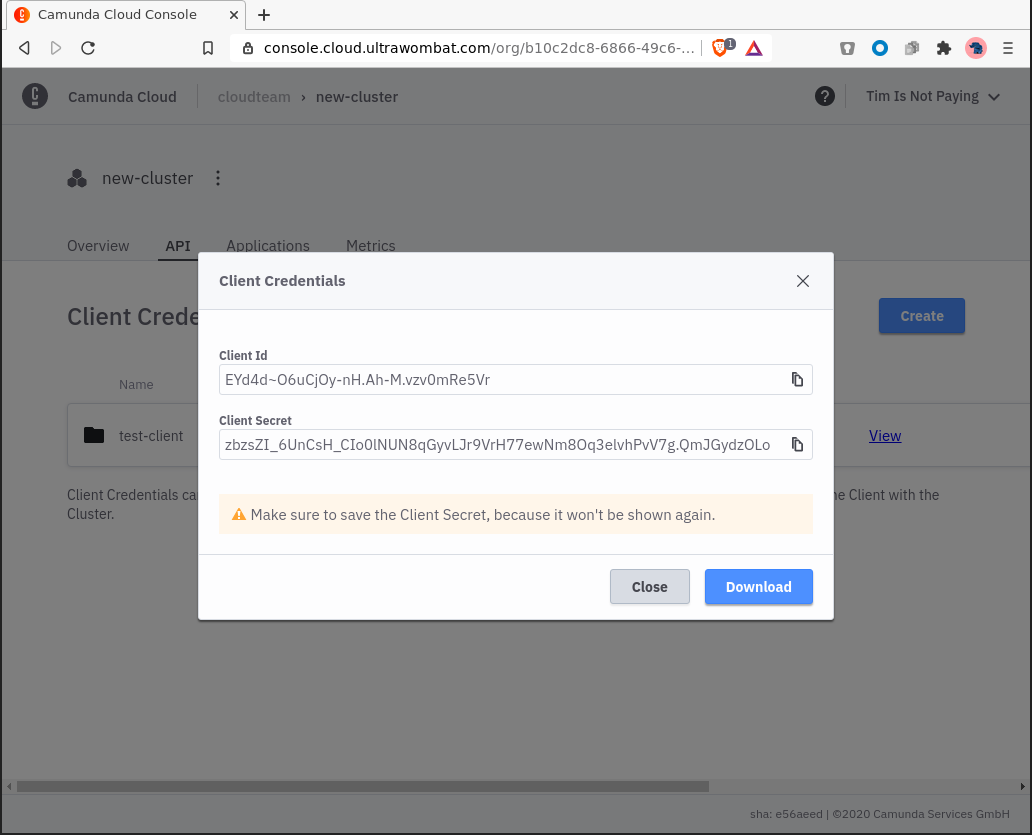 Camunda Cloud Console
console.cloud.ultrawombat.com/org/b10c2dc8-6866-49c6-...
1
Camunda Cloud
cloudteam › new-cluster
?
Tim Is Not Paying
new-cluster
Overview API Applications Metrics
Client Credentials
Client Crede
Create
Client Id
EYd4d~O6uCjOy-nH.Ah-M.vzv0mRe5Vr
Name
Client Secret
test-client
zbzsZI_6UnCsH_CIo0lNUN8qGyvLJr9VrH77ewNm8Oq3elvhPvV7g.QmJGydzOLo
View
Client Credentials ca
ne Client with the
Cluster.
Make sure to save the Client Secret, because it won't be shown again.
Close
Download
sha: e56aeed | ©2020 Camunda Services GmbH